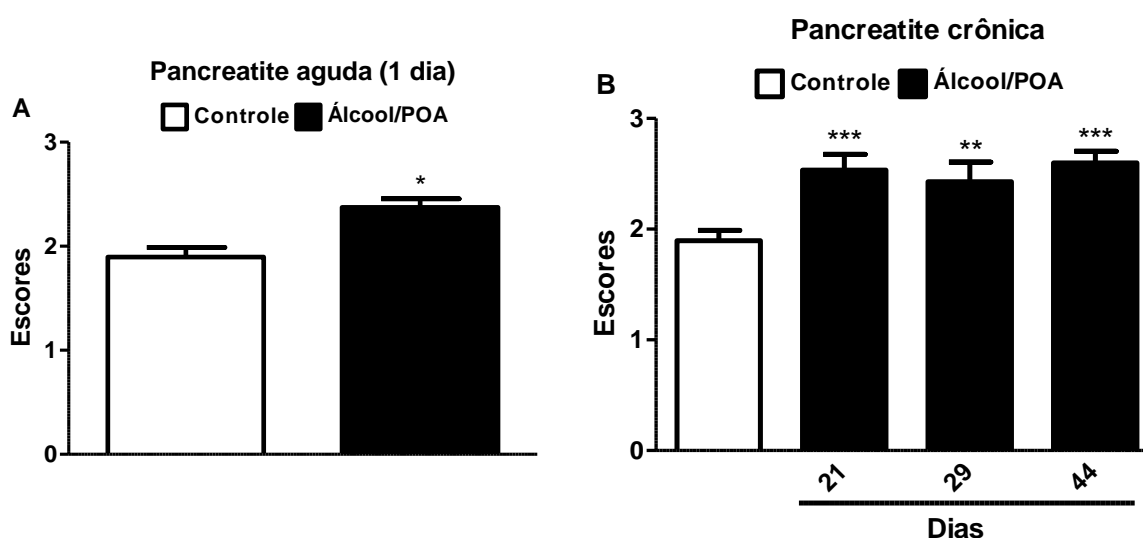 Pancreatite aguda (1 dia)
A
Controle Álcool/POA
3
2
1
0
Escores
*
Pancreatite crônica
B
Controle Álcool/POA
3
2
1
0
Escores
***
**
***
21
29
44
Dias